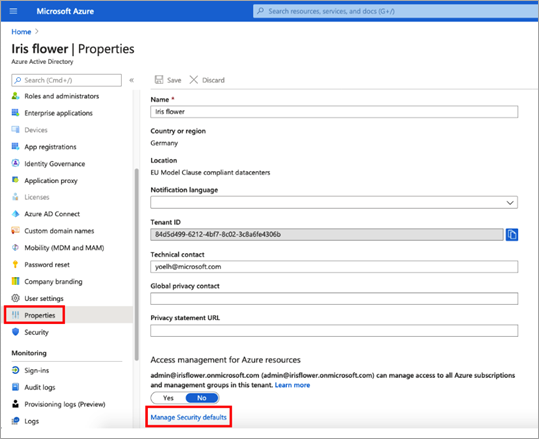 Microsoft Azure
Search resources, services, and docs (G+/)
Home
Iris flower | Properties
Azure Active Directory
Search (Cmd+/)
Roles and administrators
Enterprise applications
Devices
App registrations
Identity Governance
Application proxy
Licenses
Azure AD Connect
Custom domain names
Mobility (MDM and MAM)
Password reset
Company branding
User settings
Properties
Security
Monitoring
Sign-ins
Audit logs
Provisioning logs (Preview)
Logs
Save
Discard
Name *
Iris flower
Country or region
Germany
Location
EU Model Clause compliant datacenters
Notification language
Tenant ID
84d5d499-6212-4bf7-8c02-3c8a6fe4306b
Technical contact
yoelh@microsoft.com
Global privacy contact
Privacy statement URL
Access management for Azure resources
admin@irisflower.onmicrosoft.com (admin@irisflower.onmicrosoft.com) can manage access to all Azure subscriptions
and management groups in this tenant. Learn more
Yes No
Manage Security defaults